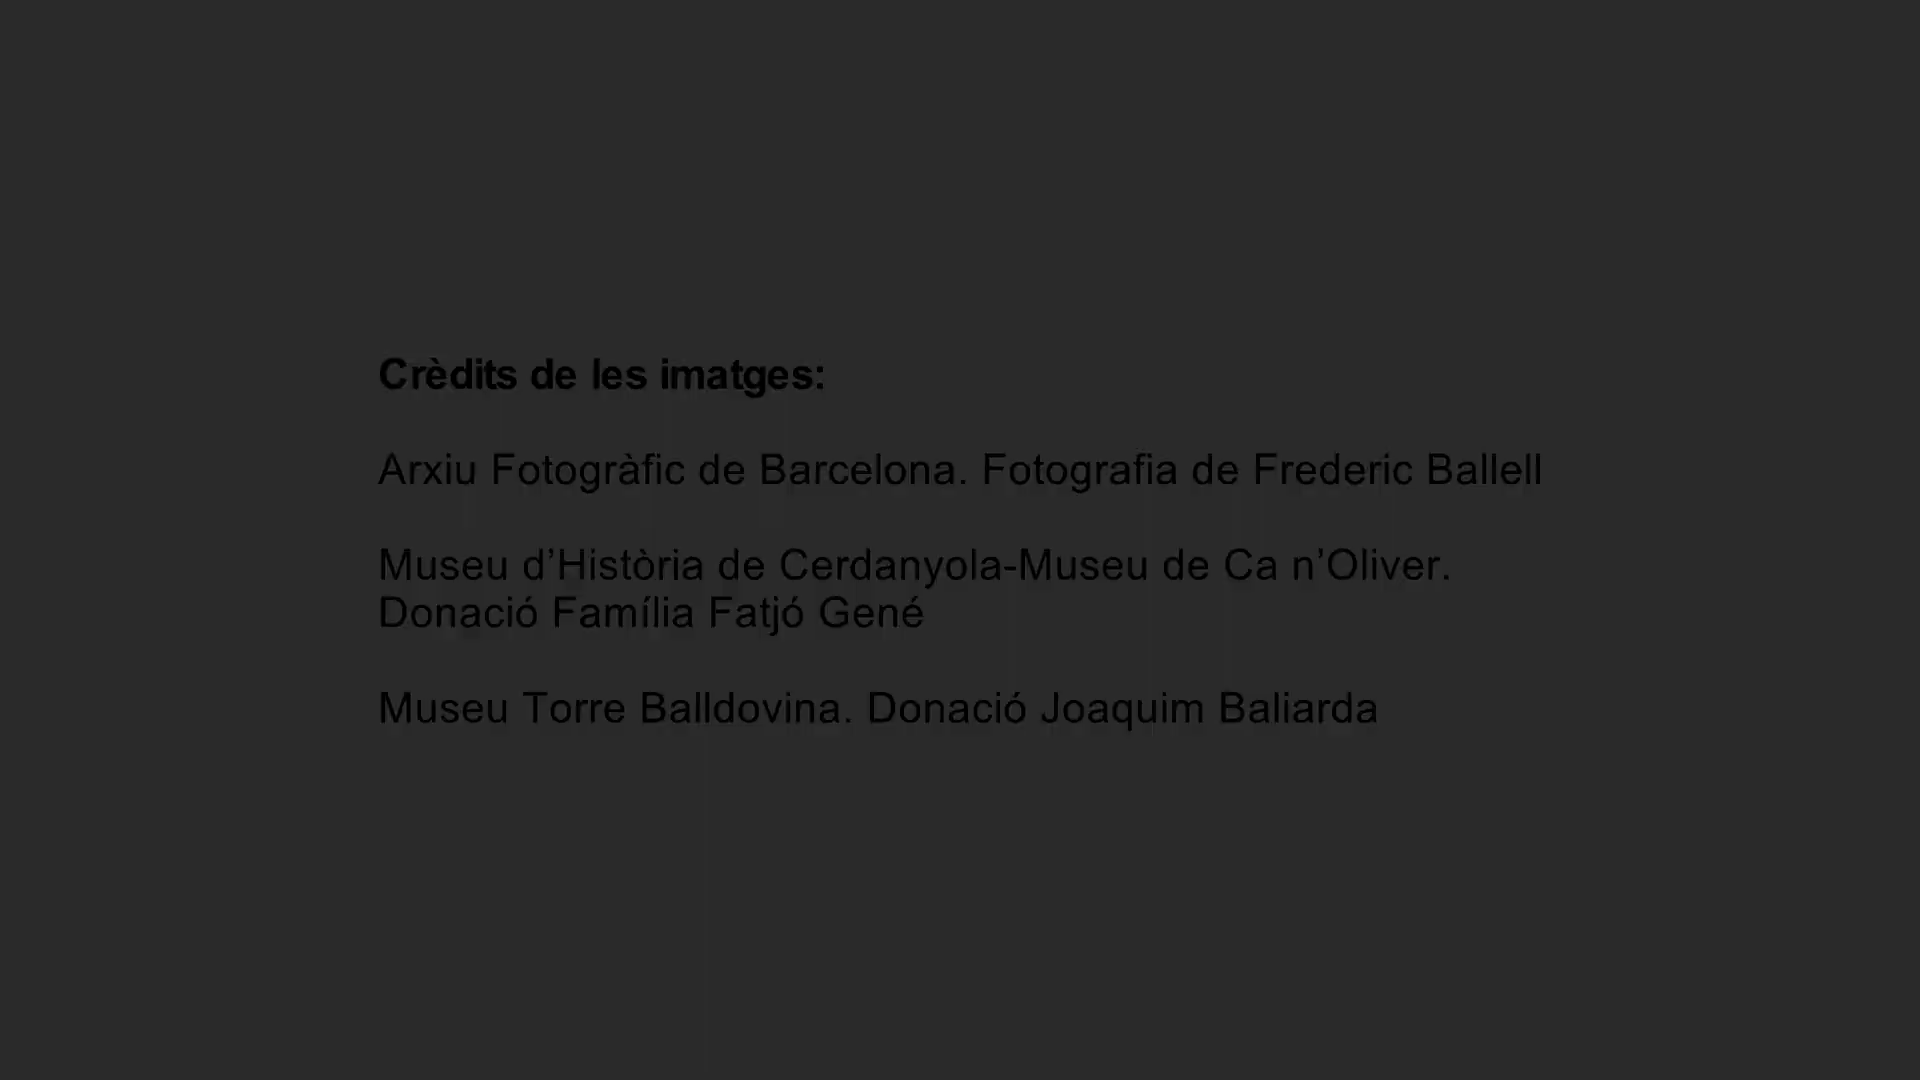 Crèdits de les imatges:
Arxiu Fotogràfic de Barcelona. Fotografia de Frederic Ballell
Museu d’Història de Cerdanyola-Museu de Ca n’Oliver.
Donació Família Fatjó Gené
Museu Torre Balldovina. Donació Joaquim Baliarda